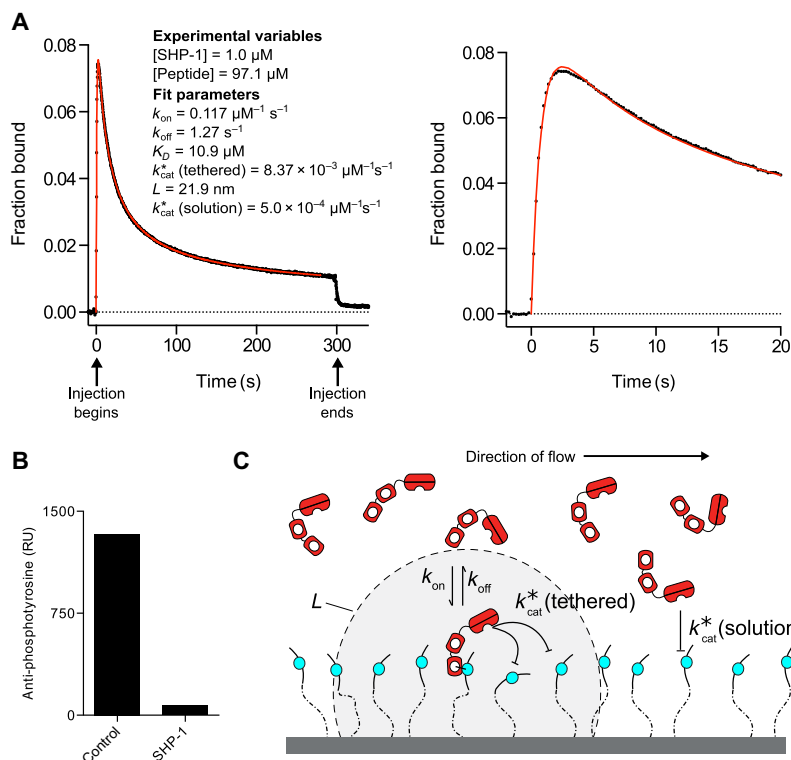 A
Experimental variables
[SHP-1] = 1.0 µM
[Peptide] = 97.1 µM
Fit parameters
kon = 0.117 µM–1 s–1
koff = 1.27 s–1
KD = 10.9 µM
k*cat (tethered) = 8.37 × 10–3 µM–1s–1
L = 21.9 nm
k*cat (solution) = 5.0 × 10–4 µM–1s–1
Fraction bound
0.08
0.06
0.04
0.02
0.00
0
100
200
300
Time (s)
Injection
begins
Injection
ends
Fraction bound
0.08
0.06
0.04
0.02
0.00
0
5
10
15
20
Time (s)
B
Anti-phosphotyrosine (RU)
1500
750
0
Control
SHP-1
C
Direction of flow
L
kon
koff
k*cat (tethered)
k*cat (solution